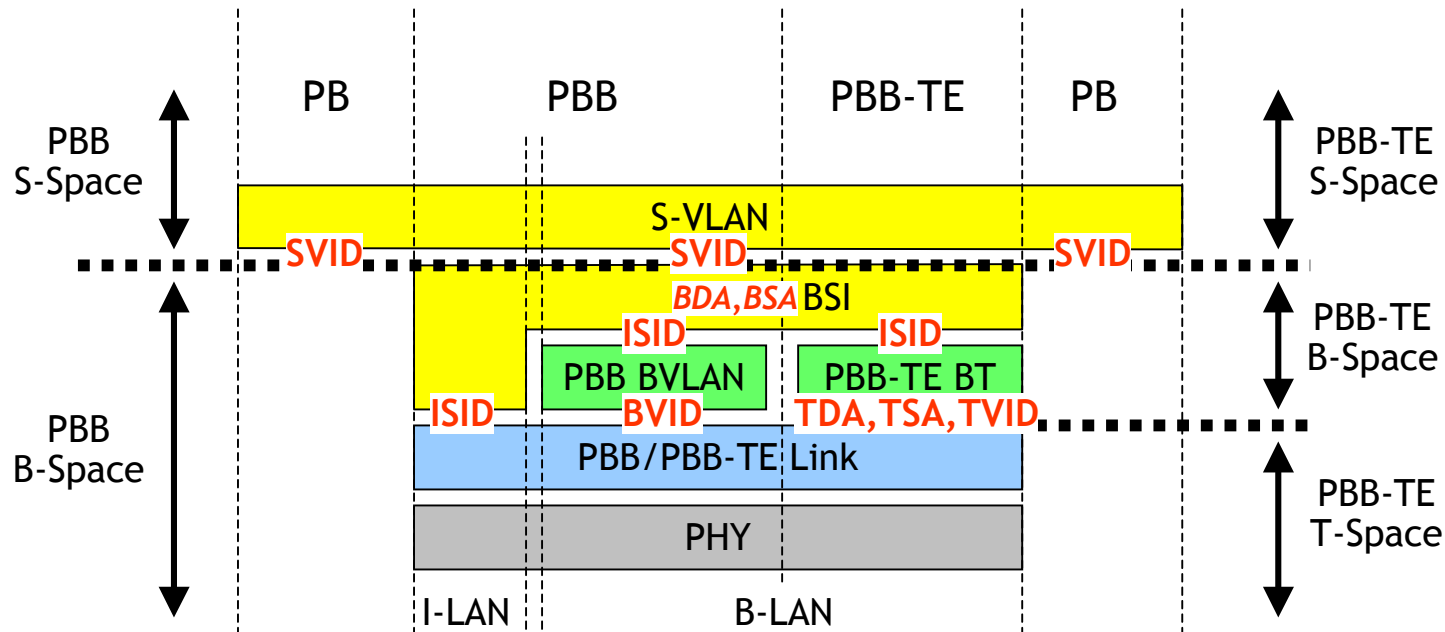 PB PBB PBB-TE PB
PBB
S-Space
PBB-TE
S-Space
S-VLAN
SVID SVID SVID
BDA,BSA BSI
ISID ISID
PBB-TE
B-Space
PBB BVLAN PBB-TE BT
ISID BVID TDA,TSA,TVID
PBB
B-Space
PBB/PBB-TE Link
PBB-TE
T-Space
PHY
I-LAN B-LAN